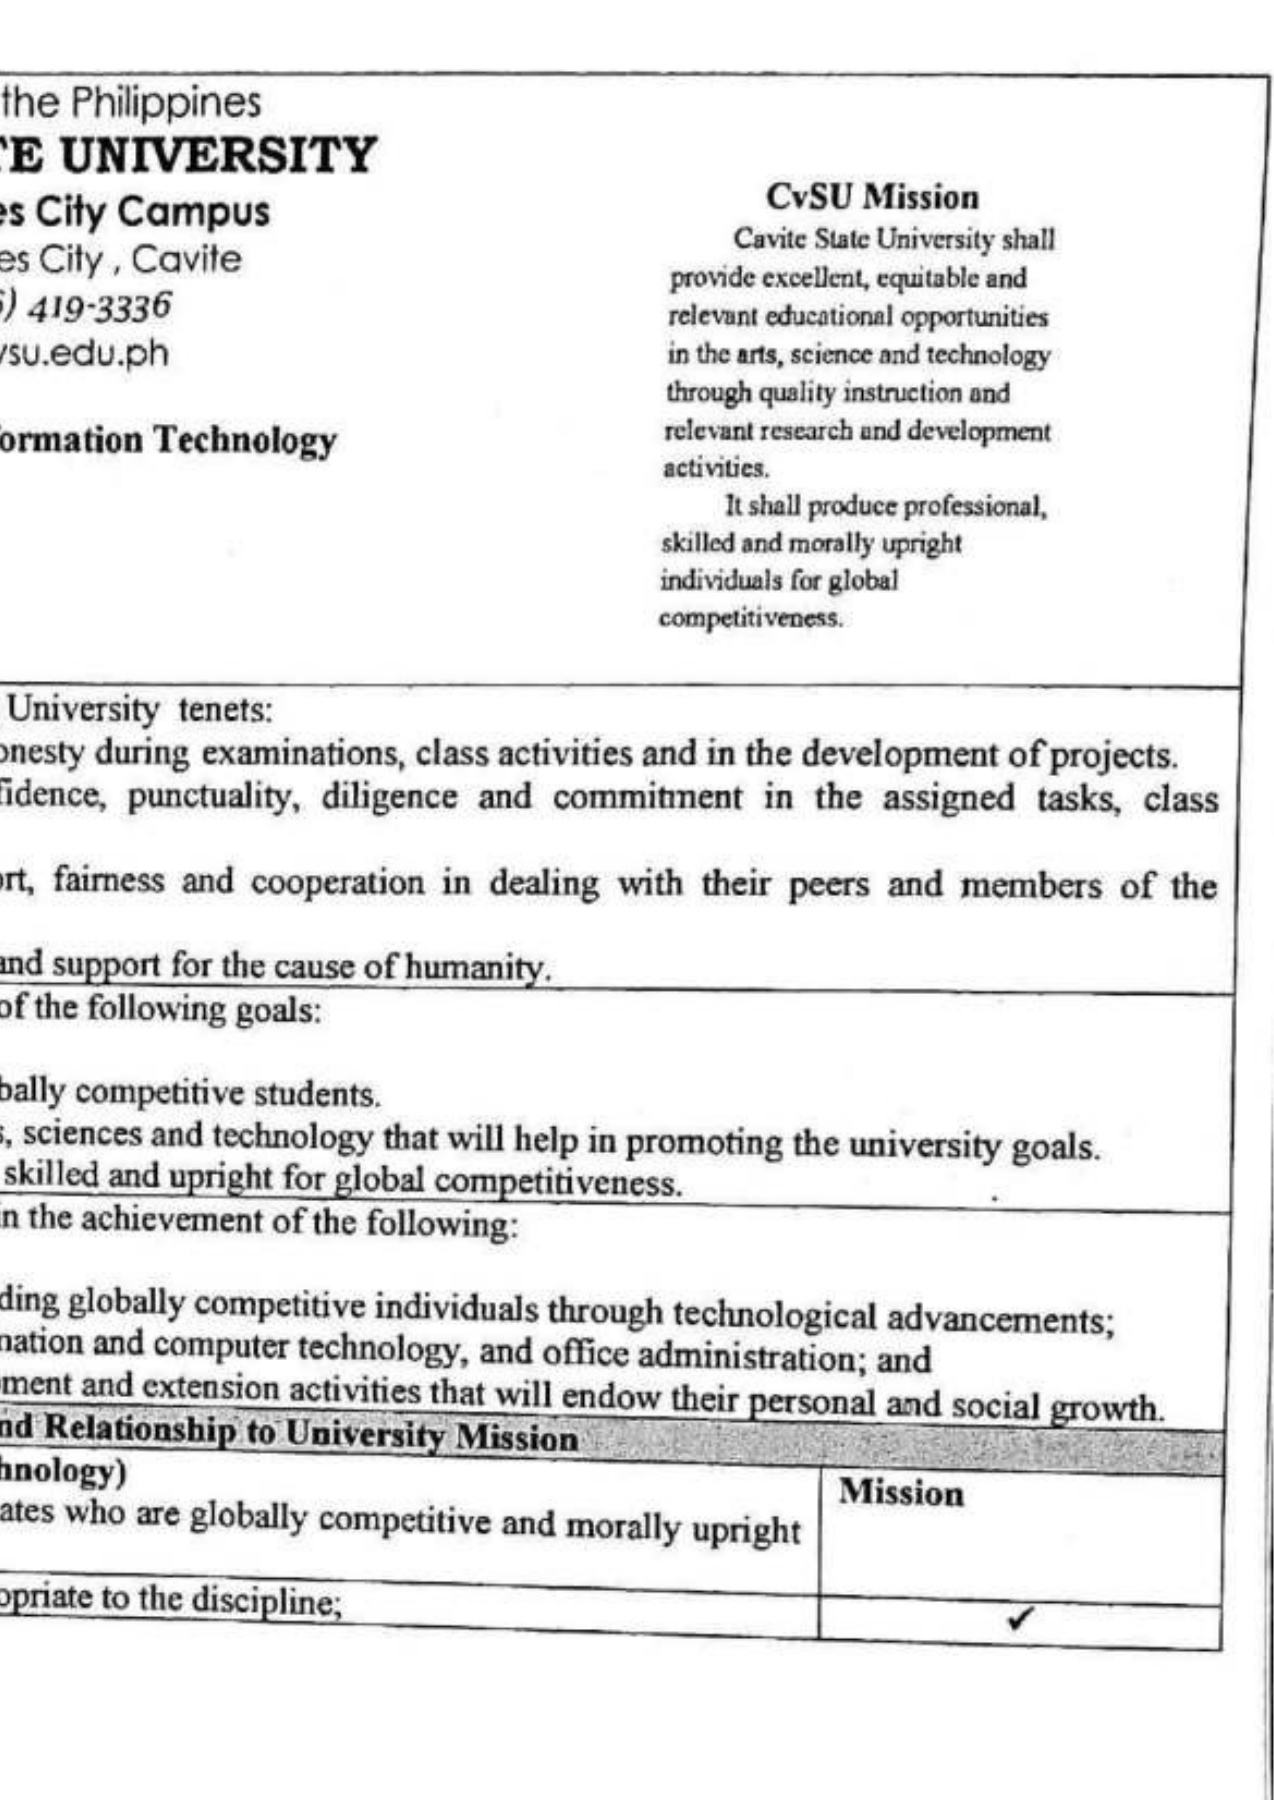 the Philippines
TE UNIVERSITY
es City Campus
es City , Cavite
6) 419-3336
vsu.edu.ph
ormation Technology
CvSU Mission
Cavite State University shall
provide excellent, equitable and
relevant educational opportunities
in the arts, science and technology
through quality instruction and
relevant research and development
activities.
It shall produce professional,
skilled and morally upright
individuals for global
competitiveness.
University tenets:
onesty during examinations, class activities and in the development of projects.
fidence, punctuality, diligence and commitment in the assigned tasks, class
ort, fairness and cooperation in dealing with their peers and members of the
and support for the cause of humanity.
of the following goals:
bally competitive students.
s, sciences and technology that will help in promoting the university goals.
skilled and upright for global competitiveness.
in the achievement of the following:
ding globally competitive individuals through technological advancements;
nation and computer technology, and office administration; and
ment and extension activities that will endow their personal and social growth.
nd Relationship to University Mission
hnology)
Mission
ates who are globally competitive and morally upright
opriate to the discipline;
✓